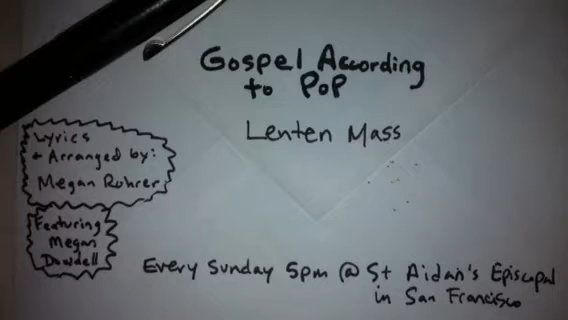 Gospel According
to PoP
Lenten Mass
Lyrics
+ Arranged by:
Megan Rohrer
Featuring
Megan
Dowdell
Every Sunday 5pm @ St Aidan's Episcopal
in San Francisco